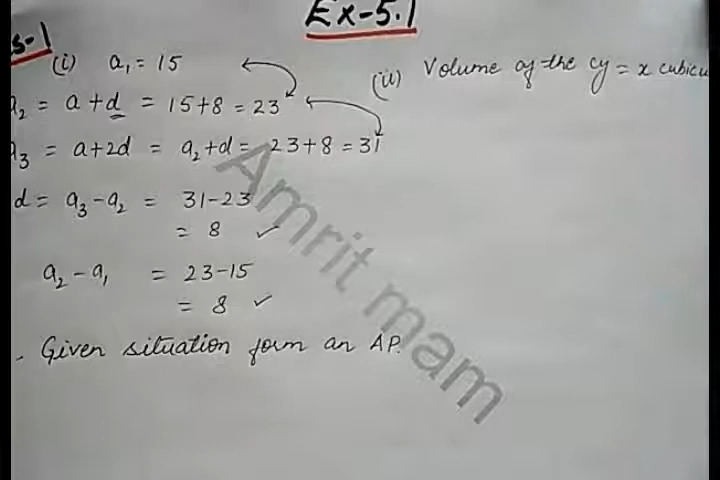 Ex-5.1
s-1
(i) a₁ = 15
a₂ = a + d = 15+8 = 23
a₃ = a+2d = a₂+d = 23+8 = 31
d = a₃-a₂ = 31-23
= 8 ✓
a₂-a₁ = 23-15
= 8 ✓
Given situation form an AP.
(ii) Volume of the cy = x cubic
Amrit mam